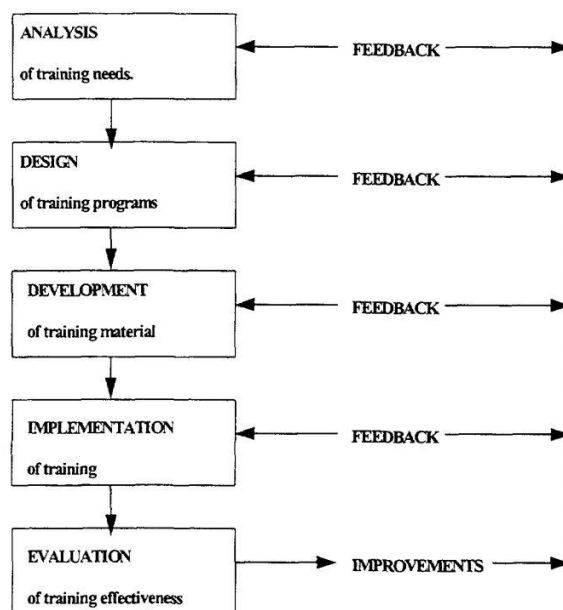 ANALYSIS
FEEDBACK
of training needs.
DESIGN
FEEDBACK
of training programs
DEVELOPMENT
FEEDBACK
of training material
IMPLEMENTATION
FEEDBACK
of training
EVALUATION
IMPROVEMENTS
of training effectiveness